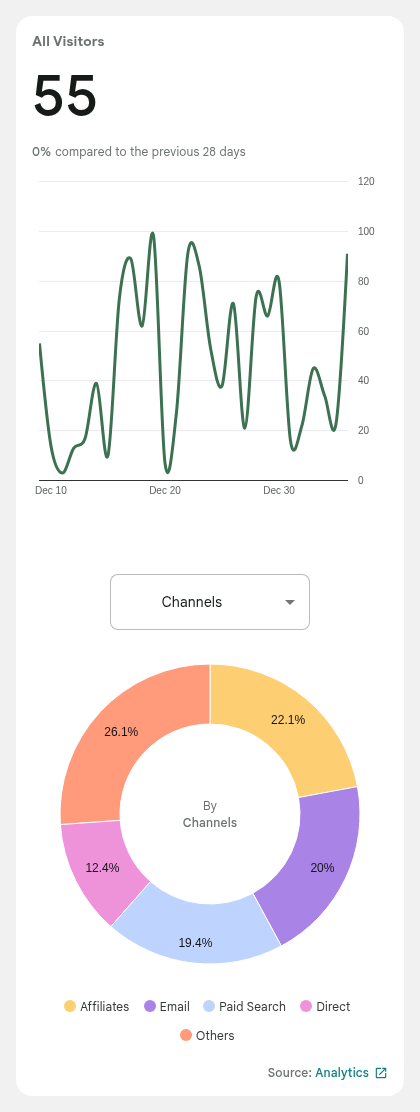 All Visitors
55
0% compared to the previous 28 days
120
100
80
60
40
20
0
Dec 10 Dec 20 Dec 30
Channels
26.1% 22.1%
By
Channels
12.4% 20%
19.4%
Affiliates Email Paid Search Direct
Others
Source: Analytics